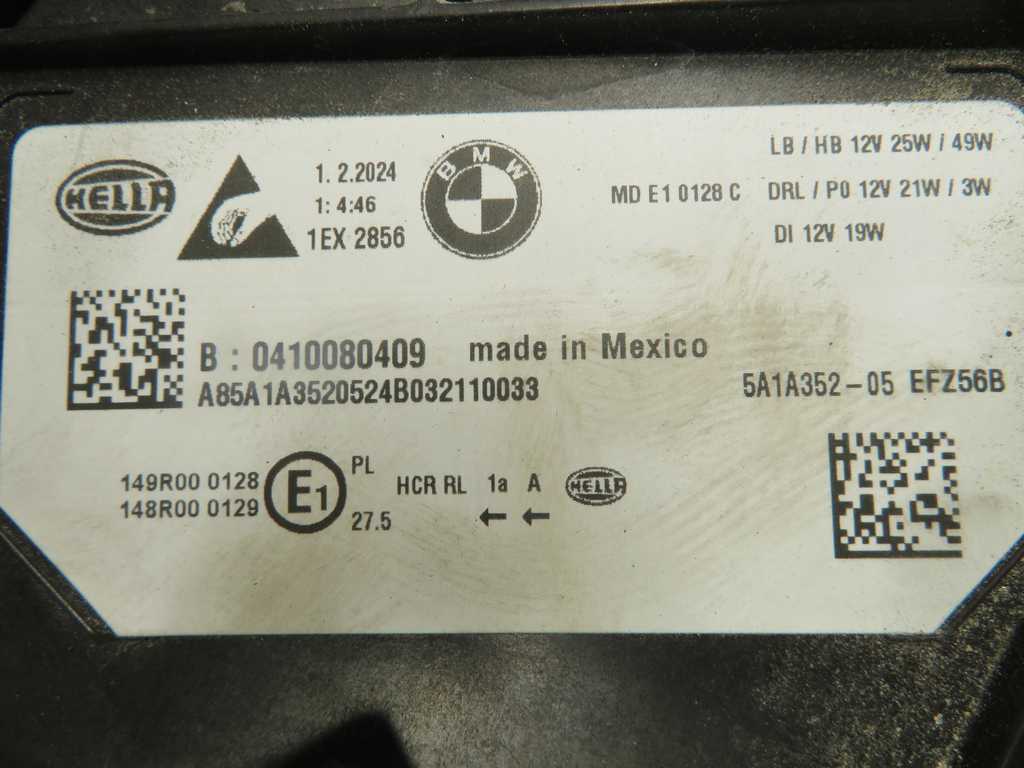 HELLA
1. 2.2024
1: 4:46
1EX 2856
BMW
LB / HB 12V 25W / 49W
MD E1 0128 C DRL / PO 12V 21W / 3W
DI 12V 19W
B : 0410080409 made in Mexico
A85A1A3520524B032110033
5A1A352-05 EFZ56B
149R00 0128
148R00 0129
E1
PL
27.5
HCR RL 1a A
← ←
HELLA